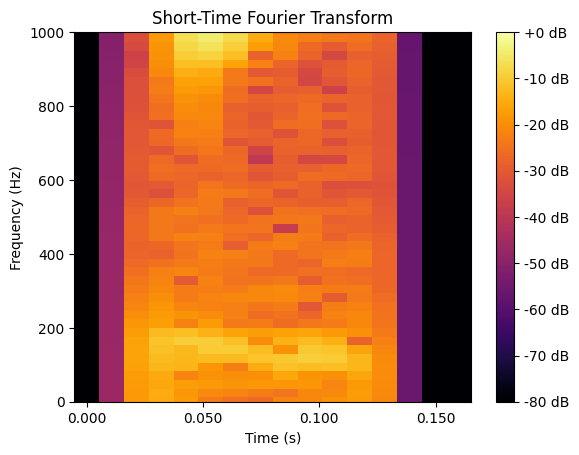 Short-Time Fourier Transform
1000
800
600
400
200
0
Frequency (Hz)
0.000
0.050
0.100
0.150
Time (s)
+0 dB
-10 dB
-20 dB
-30 dB
-40 dB
-50 dB
-60 dB
-70 dB
-80 dB